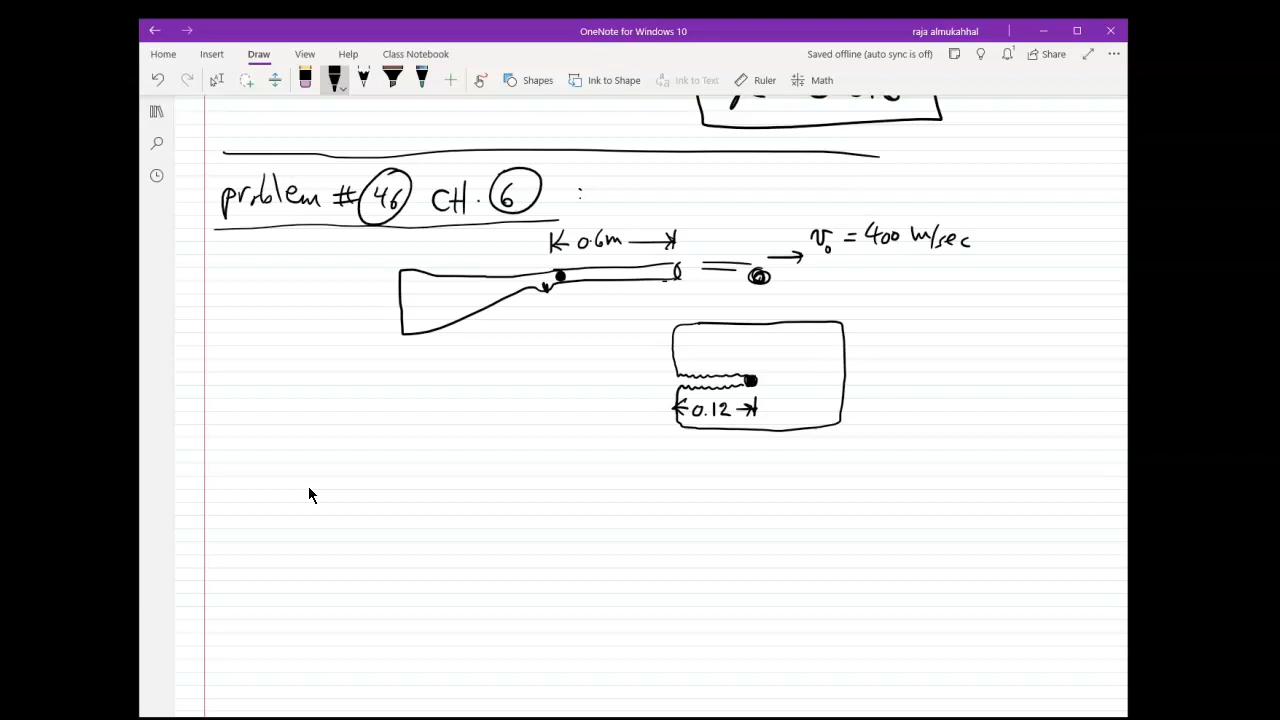 OneNote for Windows 10
raja almukahhal
Home Insert Draw View Help Class Notebook
Saved offline (auto sync is off) Share
Shapes Ink to Shape Ink to Text Ruler Math
problem #46 CH. 6 :
0.6m
v₀ = 400 m/sec
0.12